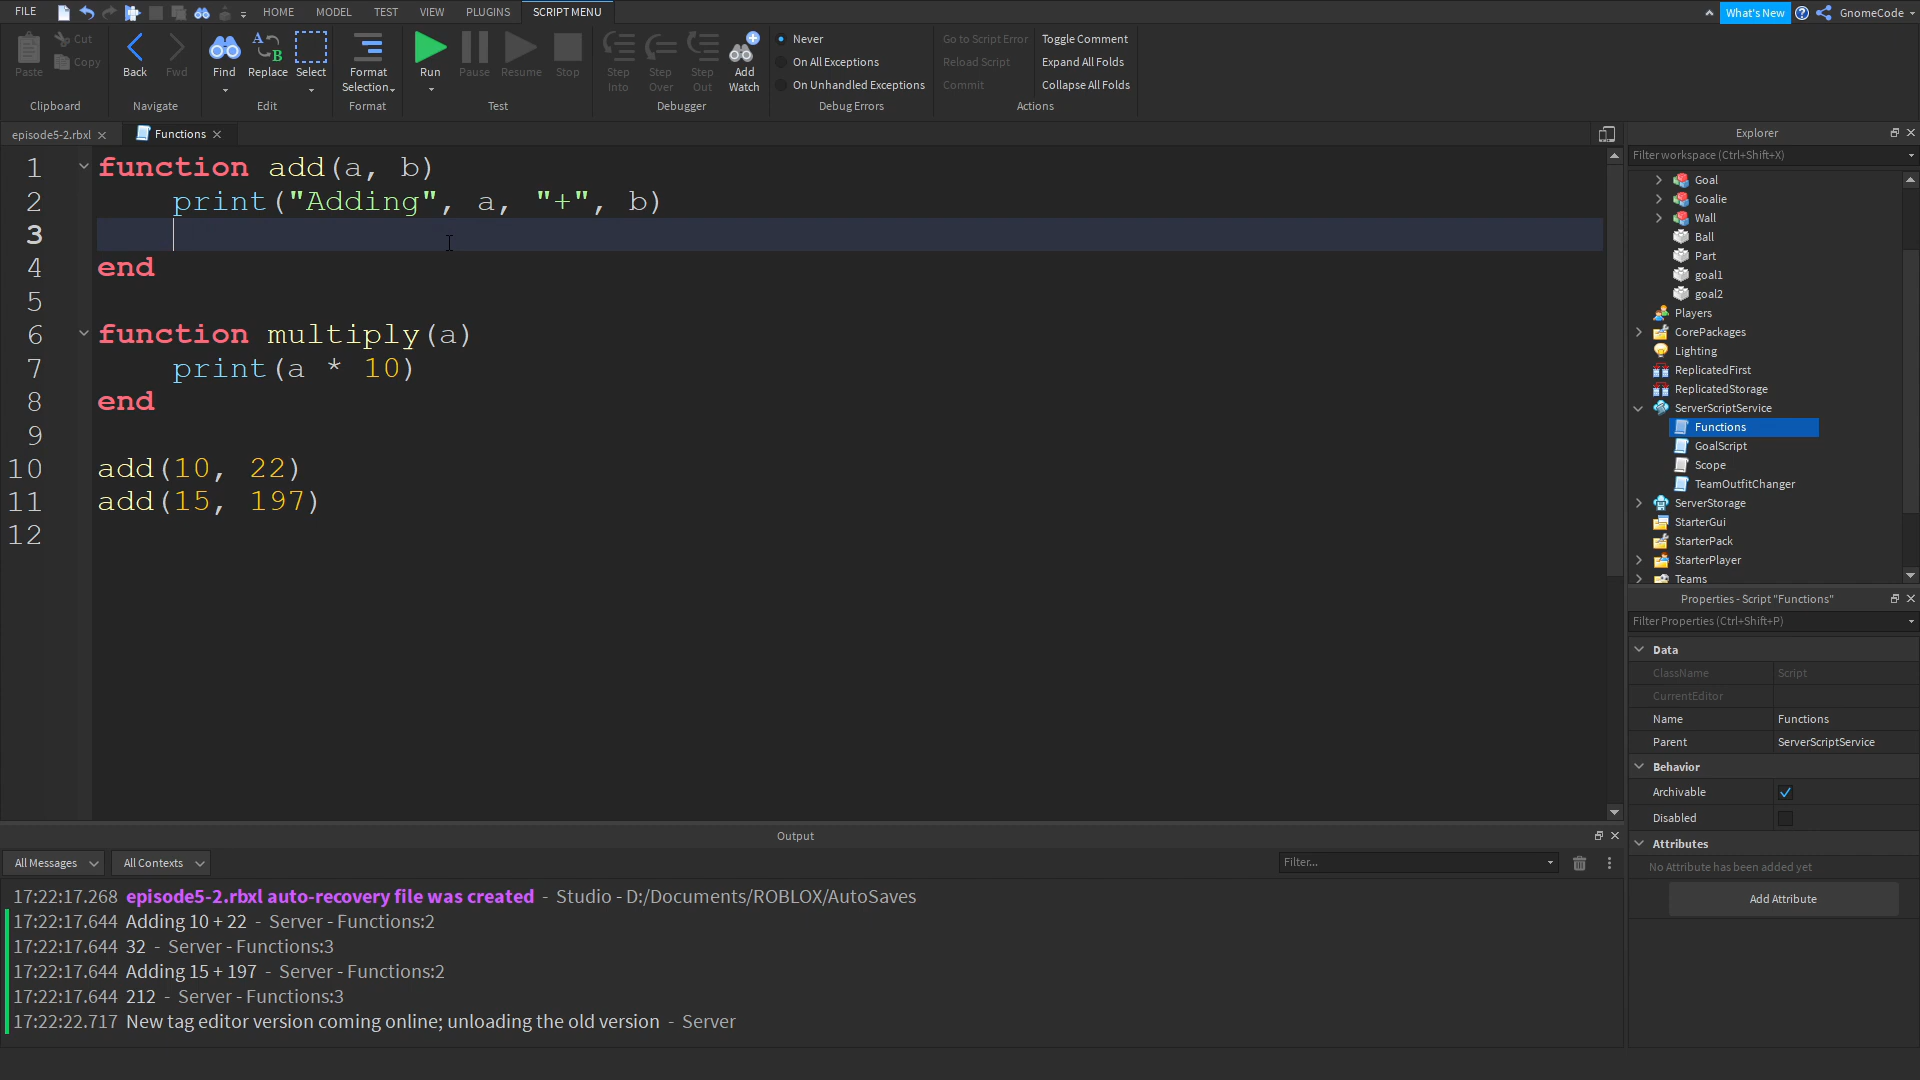 FILE HOME MODEL TEST VIEW PLUGINS SCRIPT MENU What's New GnomeCode
Paste Cut Copy
Clipboard
Back Fwd
Navigate
Find Replace Select
Edit
Format Selection
Format
Run Pause Resume Stop
Test
Step Into Step Over Step Out Add Watch
Debugger
Never
On All Exceptions
On Unhandled Exceptions
Debug Errors
Go to Script Error Toggle Comment
Reload Script Expand All Folds
Commit Collapse All Folds
Actions
episode5-2.rbxl Functions
1 function add(a, b)
2 print("Adding", a, "+", b)
3
4 end
5
6 function multiply(a)
7 print(a * 10)
8 end
9
10 add(10, 22)
11 add(15, 197)
12
Explorer
Filter workspace (Ctrl+Shift+X)
Goal
Goalie
Wall
Ball
Part
goal1
goal2
Players
CorePackages
Lighting
ReplicatedFirst
ReplicatedStorage
ServerScriptService
Functions
GoalScript
Scope
TeamOutfitChanger
ServerStorage
StarterGui
StarterPack
StarterPlayer
Teams
Properties - Script "Functions"
Filter Properties (Ctrl+Shift+P)
Data
ClassName Script
CurrentEditor
Name Functions
Parent ServerScriptService
Behavior
Archivable
Disabled
Attributes
No Attribute has been added yet
Add Attribute
Output
All Messages All Contexts Filter...
17:22:17.268 episode5-2.rbxl auto-recovery file was created - Studio - D:/Documents/ROBLOX/AutoSaves
17:22:17.644 Adding 10 + 22 - Server - Functions:2
17:22:17.644 32 - Server - Functions:3
17:22:17.644 Adding 15 + 197 - Server - Functions:2
17:22:17.644 212 - Server - Functions:3
17:22:22.717 New tag editor version coming online; unloading the old version - Server